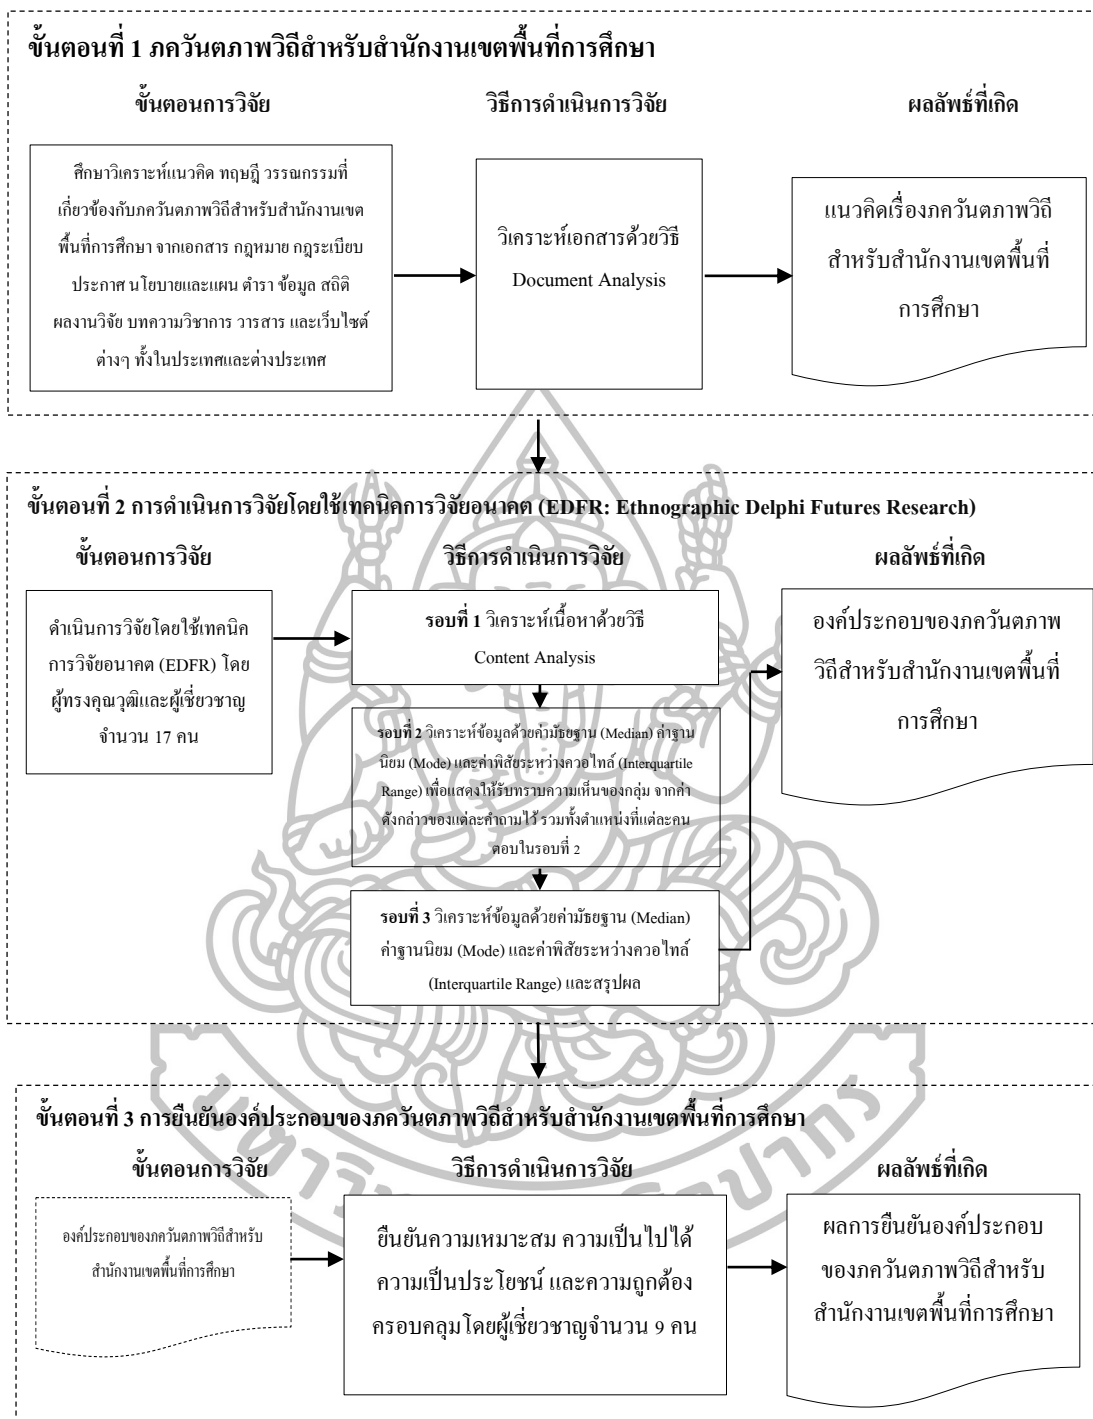 ขั้นตอนที่ 1 ภควันตภาพวิถีสำหรับสำนักงานเขตพื้นที่การศึกษา
ขั้นตอนการวิจัย
วิธีการดำเนินการวิจัย
ผลลัพธ์ที่เกิด
ศึกษาวิเคราะห์แนวคิด ทฤษฎี วรรณกรรมที่
เกี่ยวข้องกับภควันตภาพวิถีสำหรับสำนักงานเขต
พื้นที่การศึกษา จากเอกสาร กฎหมาย กฎระเบียบ
ประกาศ นโยบายและแผน ตำรา ข้อมูล สถิติ
ผลงานวิจัย บทความวิชาการ วารสาร และเว็บไซต์
ต่างๆ ทั้งในประเทศและต่างประเทศ
วิเคราะห์เอกสารด้วยวิธี
Document Analysis
แนวคิดเรื่องภควันตภาพวิถี
สำหรับสำนักงานเขตพื้นที่
การศึกษา
ขั้นตอนที่ 2 การดำเนินการวิจัยโดยใช้เทคนิคการวิจัยอนาคต (EDFR: Ethnographic Delphi Futures Research)
ขั้นตอนการวิจัย
วิธีการดำเนินการวิจัย
ผลลัพธ์ที่เกิด
ดำเนินการวิจัยโดยใช้เทคนิค
การวิจัยอนาคต (EDFR) โดย
ผู้ทรงคุณวุฒิและผู้เชี่ยวชาญ
จำนวน 17 คน
รอบที่ 1 วิเคราะห์เนื้อหาด้วยวิธี
Content Analysis
รอบที่ 2 วิเคราะห์ข้อมูลด้วยค่ามัธยฐาน (Median) ค่าฐาน
นิยม (Mode) และค่าพิสัยระหว่างควอไทล์ (Interquartile
Range) เพื่อแสดงให้รับทราบความเห็นของกลุ่ม จากค่า
ดังกล่าวของแต่ละคำถามไว้ รวมทั้งตำแหน่งที่แต่ละคน
ตอบในรอบที่ 2
รอบที่ 3 วิเคราะห์ข้อมูลด้วยค่ามัธยฐาน (Median)
ค่าฐานนิยม (Mode) และค่าพิสัยระหว่างควอไทล์
(Interquartile Range) และสรุปผล
องค์ประกอบของภควันตภาพ
วิถีสำหรับสำนักงานเขตพื้นที่
การศึกษา
ขั้นตอนที่ 3 การยืนยันองค์ประกอบของภควันตภาพวิถีสำหรับสำนักงานเขตพื้นที่การศึกษา
ขั้นตอนการวิจัย
วิธีการดำเนินการวิจัย
ผลลัพธ์ที่เกิด
องค์ประกอบของภควันตภาพวิถีสำหรับ
สำนักงานเขตพื้นที่การศึกษา
ยืนยันความเหมาะสม ความเป็นไปได้
ความเป็นประโยชน์ และความถูกต้อง
ครอบคลุมโดยผู้เชี่ยวชาญจำนวน 9 คน
ผลการยืนยันองค์ประกอบ
ของภควันตภาพวิถีสำหรับ
สำนักงานเขตพื้นที่การศึกษา